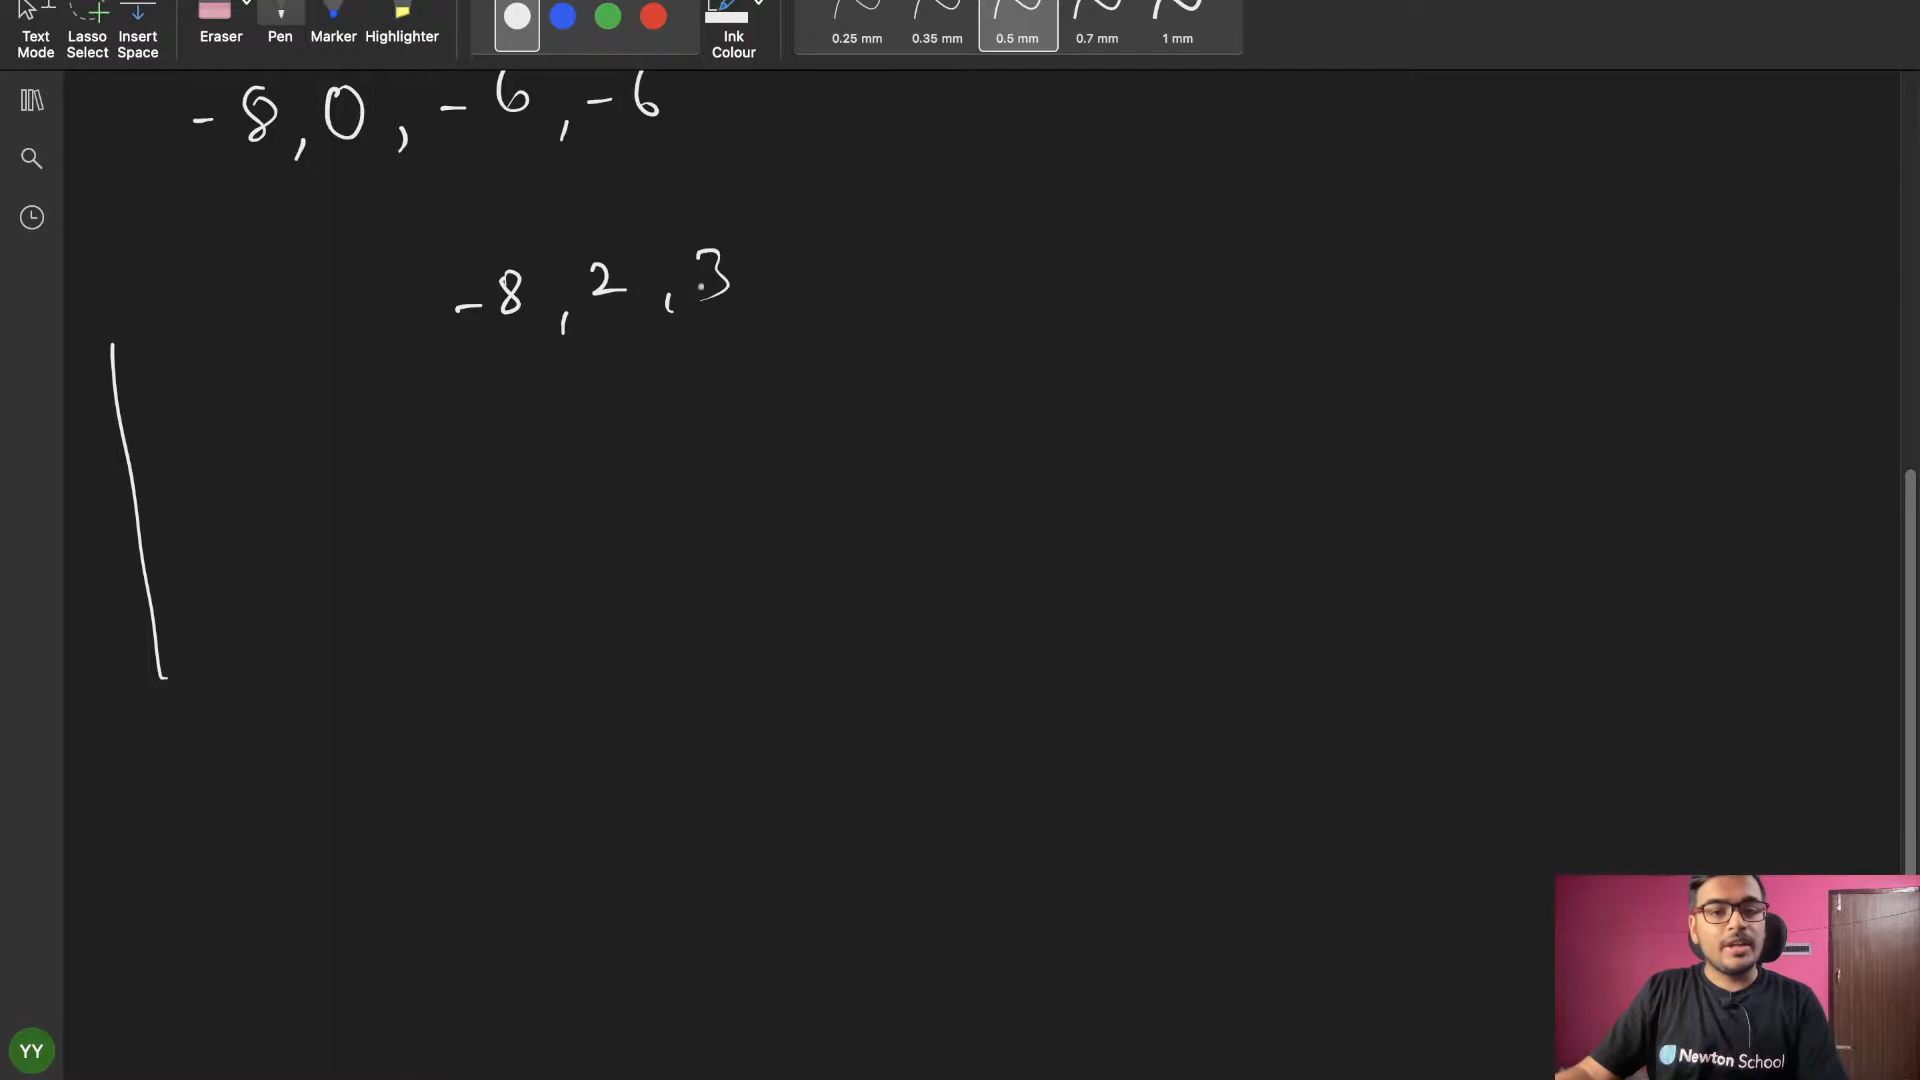 Text Mode
Lasso Select
Insert Space
Eraser
Pen
Marker
Highlighter
Ink Colour
0.25 mm
0.35 mm
0.5 mm
0.7 mm
1 mm
-8, 0, -6, -6
-8, 2, 3
Newton School
YY